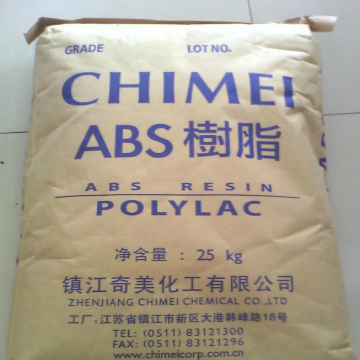 GRADE LOT NO.
CHIMEI
ABS 樹脂
ABS RESIN
POLYLAC
净含量 : 25 kg
镇江奇美化工有限公司
ZHENJIANG CHIMEI CHEMICAL CO.,LTD
工厂: 江苏省镇江市新区大港韩峰路18号
TEL: (0511) 83121300
FAX: (0511) 83121296
www.chimeicorp.com.cn